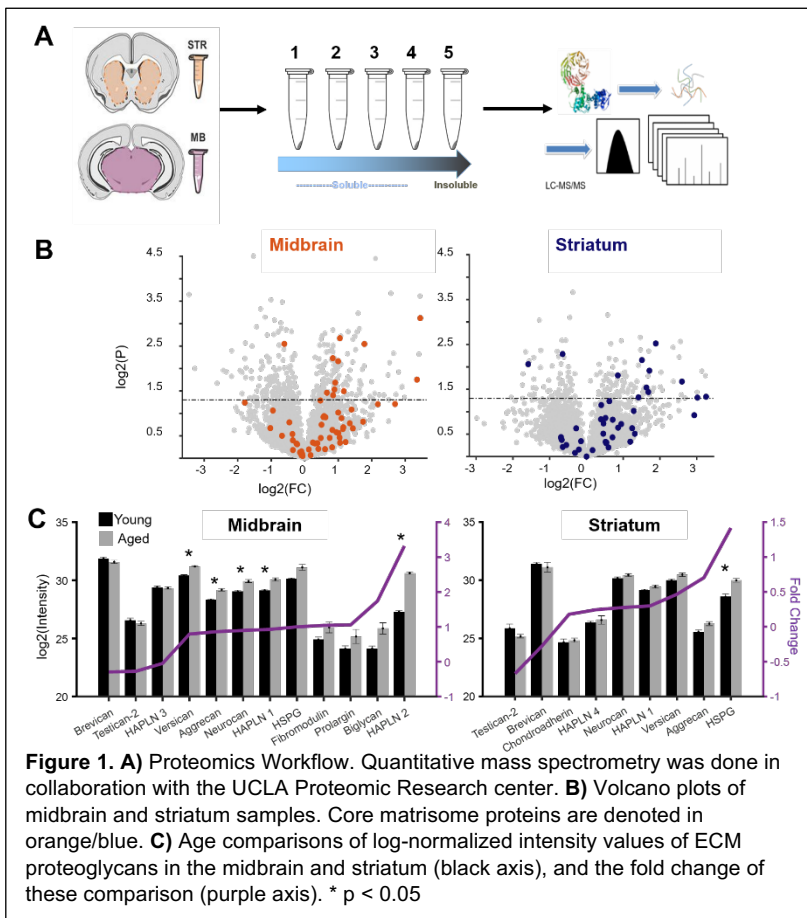 A
STR
MB
1 2 3 4 5
Soluble
Insoluble
LC-MS/MS
B
Midbrain
Striatum
4.5
3.5
2.5
1.5
0.5
log2(P)
-3 -2 -1 0 1 2 3
log2(FC)
4.5
3.5
2.5
1.5
0.5
-3 -2 -1 0 1 2 3
log2(FC)
C
Young
Aged
Midbrain
35
30
25
20
log2(Intensity)
* * * * *
4
3
2
1
0
-1
Brevican
Testican-2
HAPLN 3
Versican
Aggrecan
Neurocan
HAPLN 1
HSPG
Fibromodulin
Prolargin
Biglycan
HAPLN 2
Striatum
35
30
25
20
*
1.5
1
0.5
0
-0.5
-1
Fold Change
Testican-2
Brevican
Chondroadherin
HAPLN 4
Neurocan
HAPLN 1
Versican
Aggrecan
HSPG
Figure 1. A) Proteomics Workflow. Quantitative mass spectrometry was done in
collaboration with the UCLA Proteomic Research center. B) Volcano plots of
midbrain and striatum samples. Core matrisome proteins are denoted in
orange/blue. C) Age comparisons of log-normalized intensity values of ECM
proteoglycans in the midbrain and striatum (black axis), and the fold change of
these comparison (purple axis). * p < 0.05